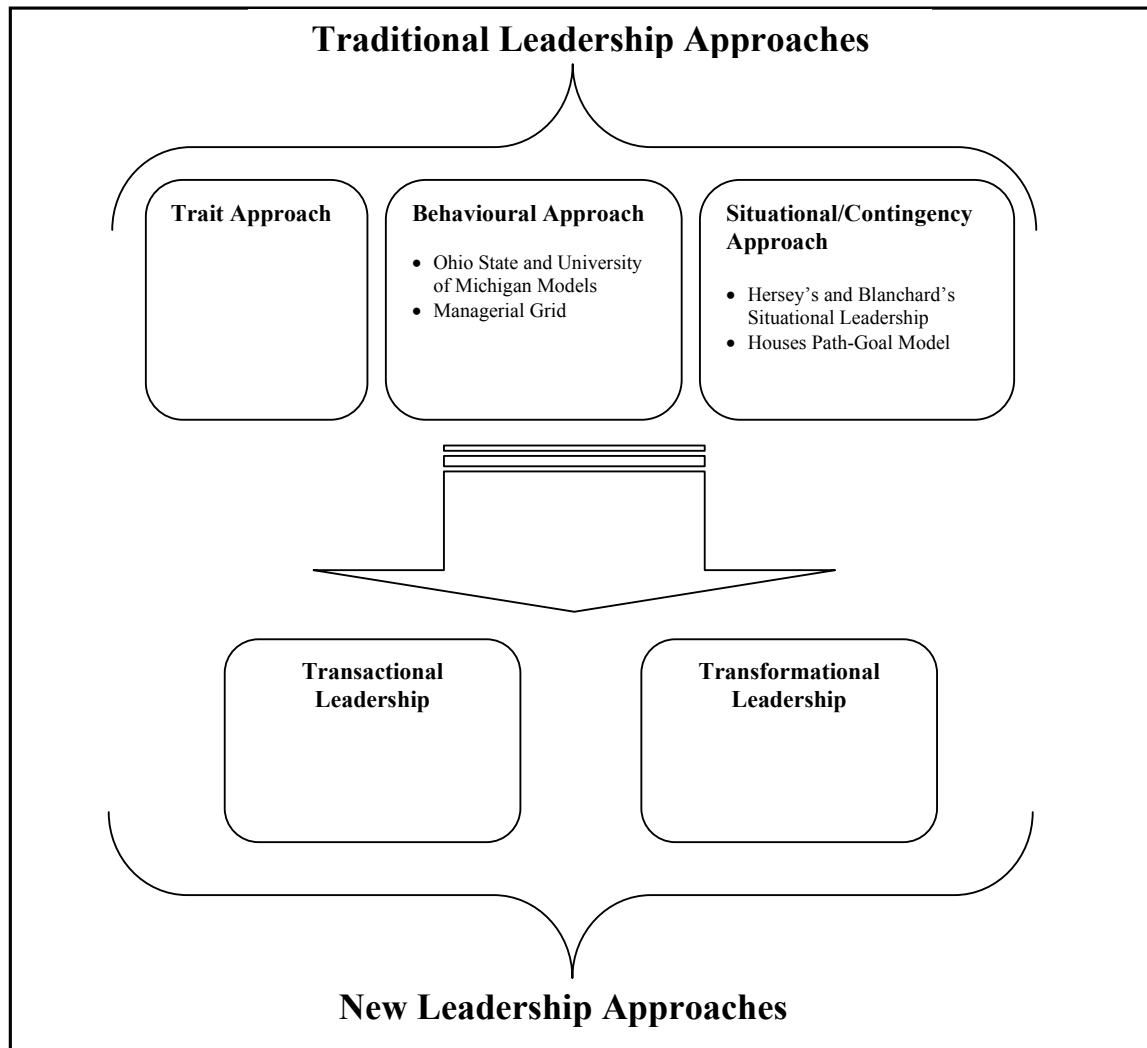 Traditional Leadership Approaches
Trait Approach
Behavioural Approach
• Ohio State and University
of Michigan Models
• Managerial Grid
Situational/Contingency
Approach
• Hersey’s and Blanchard’s
Situational Leadership
• Houses Path-Goal Model
Transactional
Leadership
Transformational
Leadership
New Leadership Approaches